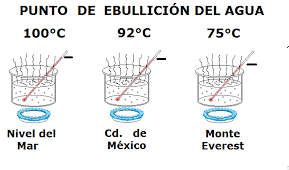 PUNTO DE EBULLICIÓN DEL AGUA
100°C 92°C 75°C
Nivel del Mar
Cd. de México
Monte Everest